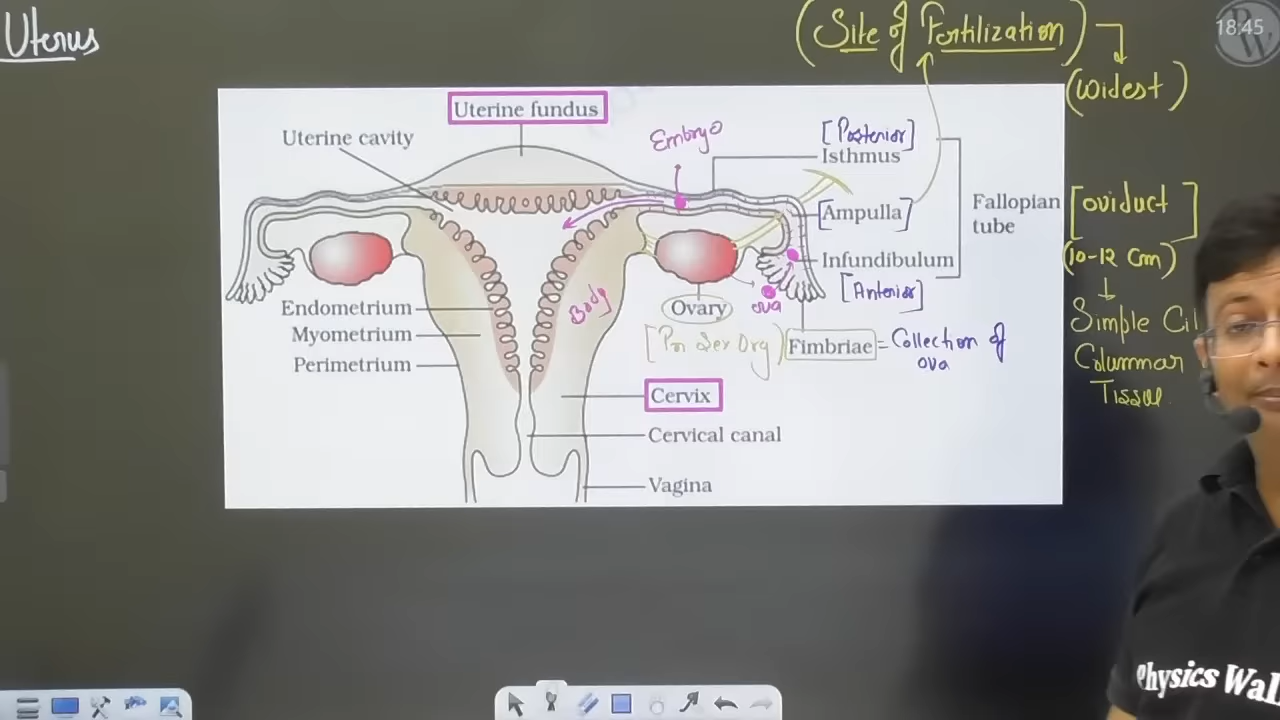 Uterus
(Site of Fertilization)
(Widest)
18:45
Uterine fundus
Uterine cavity
Embryo
[Posterior]
Isthmus
[Ampulla]
Fallopian
tube
[oviduct]
(10-12 cm)
Infundibulum
[Anterior]
Endometrium
Myometrium
Perimetrium
Body
Ovary
ova
[Pri Sex Org)
Fimbriae = Collection of
ova
Simple Cil
Columnar
Tissue
Cervix
Cervical canal
Vagina
Physics Wal